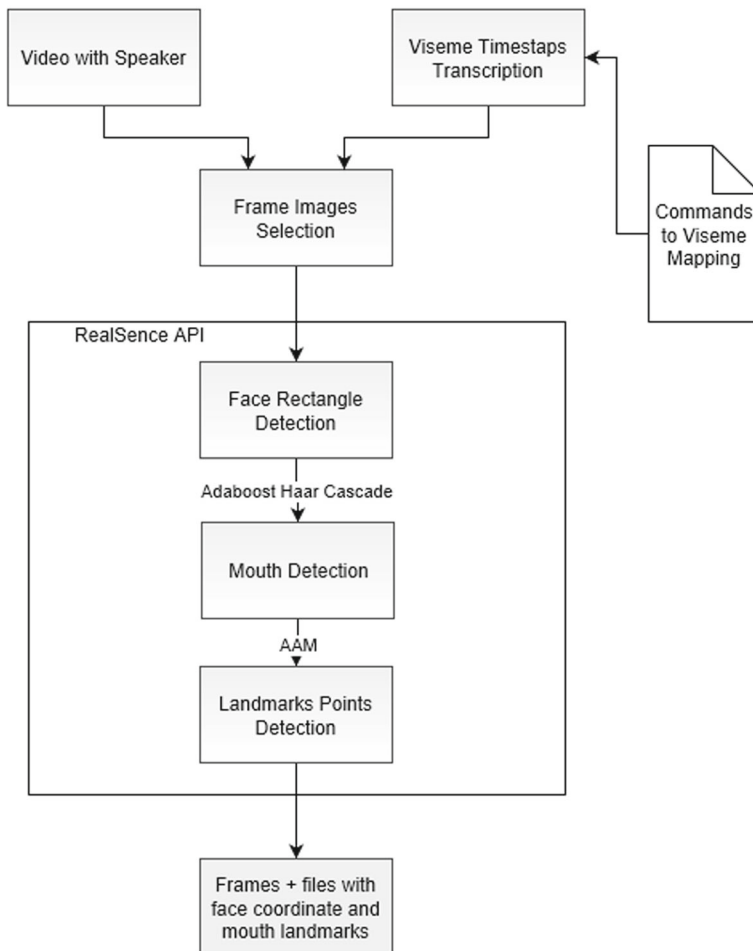 Video with Speaker
Viseme Timestaps
Transcription
Frame Images
Selection
Commands
to Viseme
Mapping
RealSence API
Face Rectangle
Detection
Adaboost Haar Cascade
Mouth Detection
AAM
Landmarks Points
Detection
Frames + files with
face coordinate and
mouth landmarks